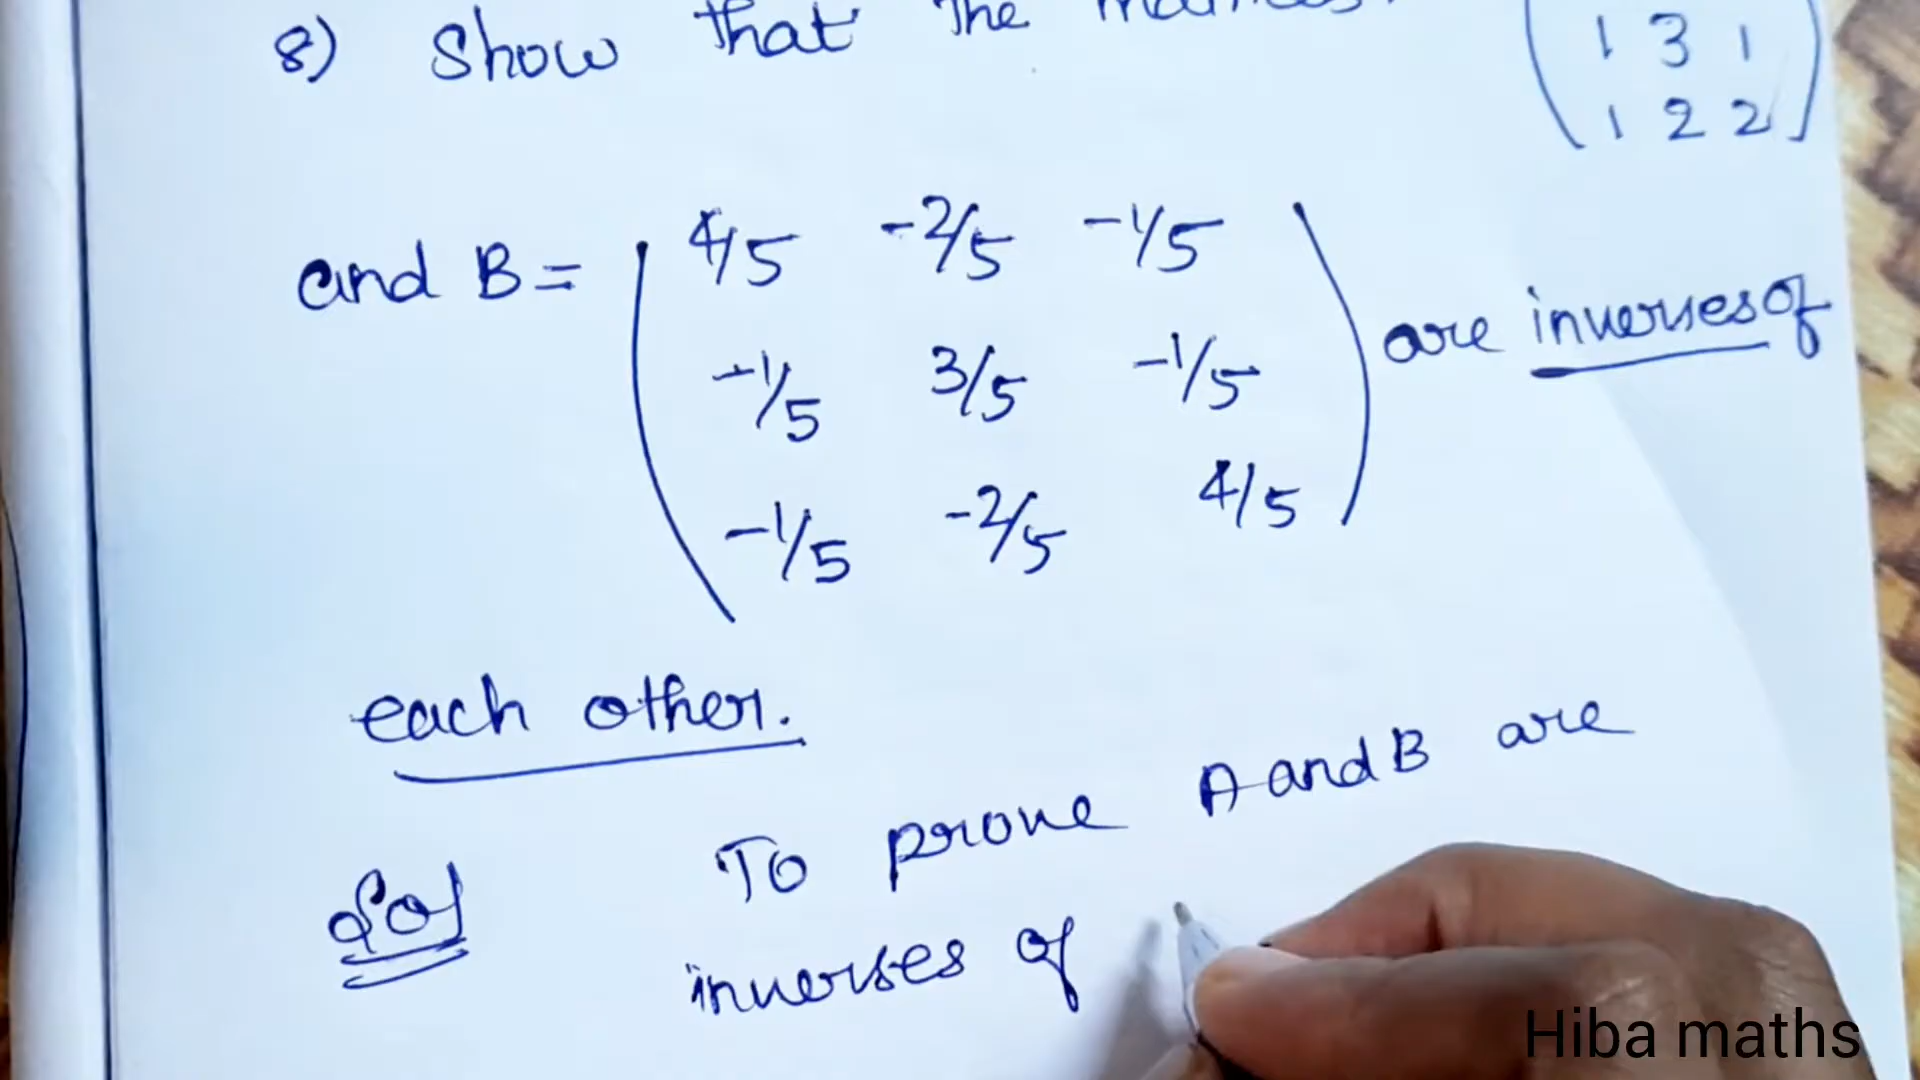 8) Show that the matrices
1 3 1
1 2 2
and B = 4/5 -2/5 -1/5
-1/5 3/5 -1/5 are inverses of
-1/5 -2/5 4/5
each other.
Sol To prove A and B are
inverses of
Hiba maths